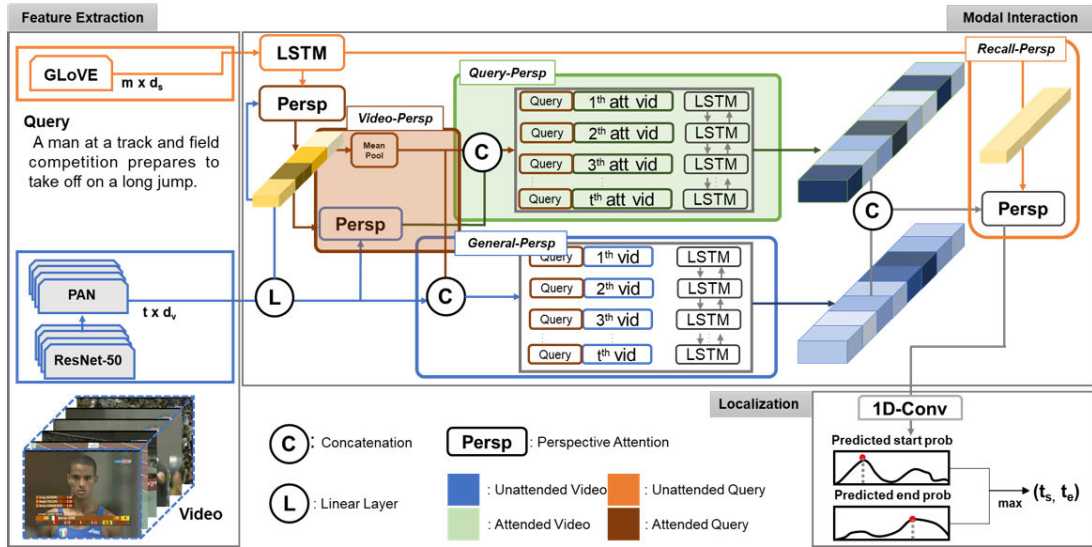 Feature Extraction
Modal Interaction
GLoVE
m x dₛ
LSTM
Recall-Persp
Query-Persp
Persp
Video-Persp
Mean Pool
Query
A man at a track and field
competition prepares to
take off on a long jump.
C
Query 1th att vid LSTM
Query 2th att vid LSTM
Query 3th att vid LSTM
Query tth att vid LSTM
C
Persp
Persp
General-Persp
PAN
t x dᵥ
L
C
Query 1th vid LSTM
Query 2th vid LSTM
Query 3th vid LSTM
Query tth vid LSTM
ResNet-50
Localization
1D-Conv
Predicted start prob
Predicted end prob
max
(tₛ, tₑ)
Video
C : Concatenation
Persp : Perspective Attention
L : Linear Layer
: Unattended Video
: Unattended Query
: Attended Video
: Attended Query